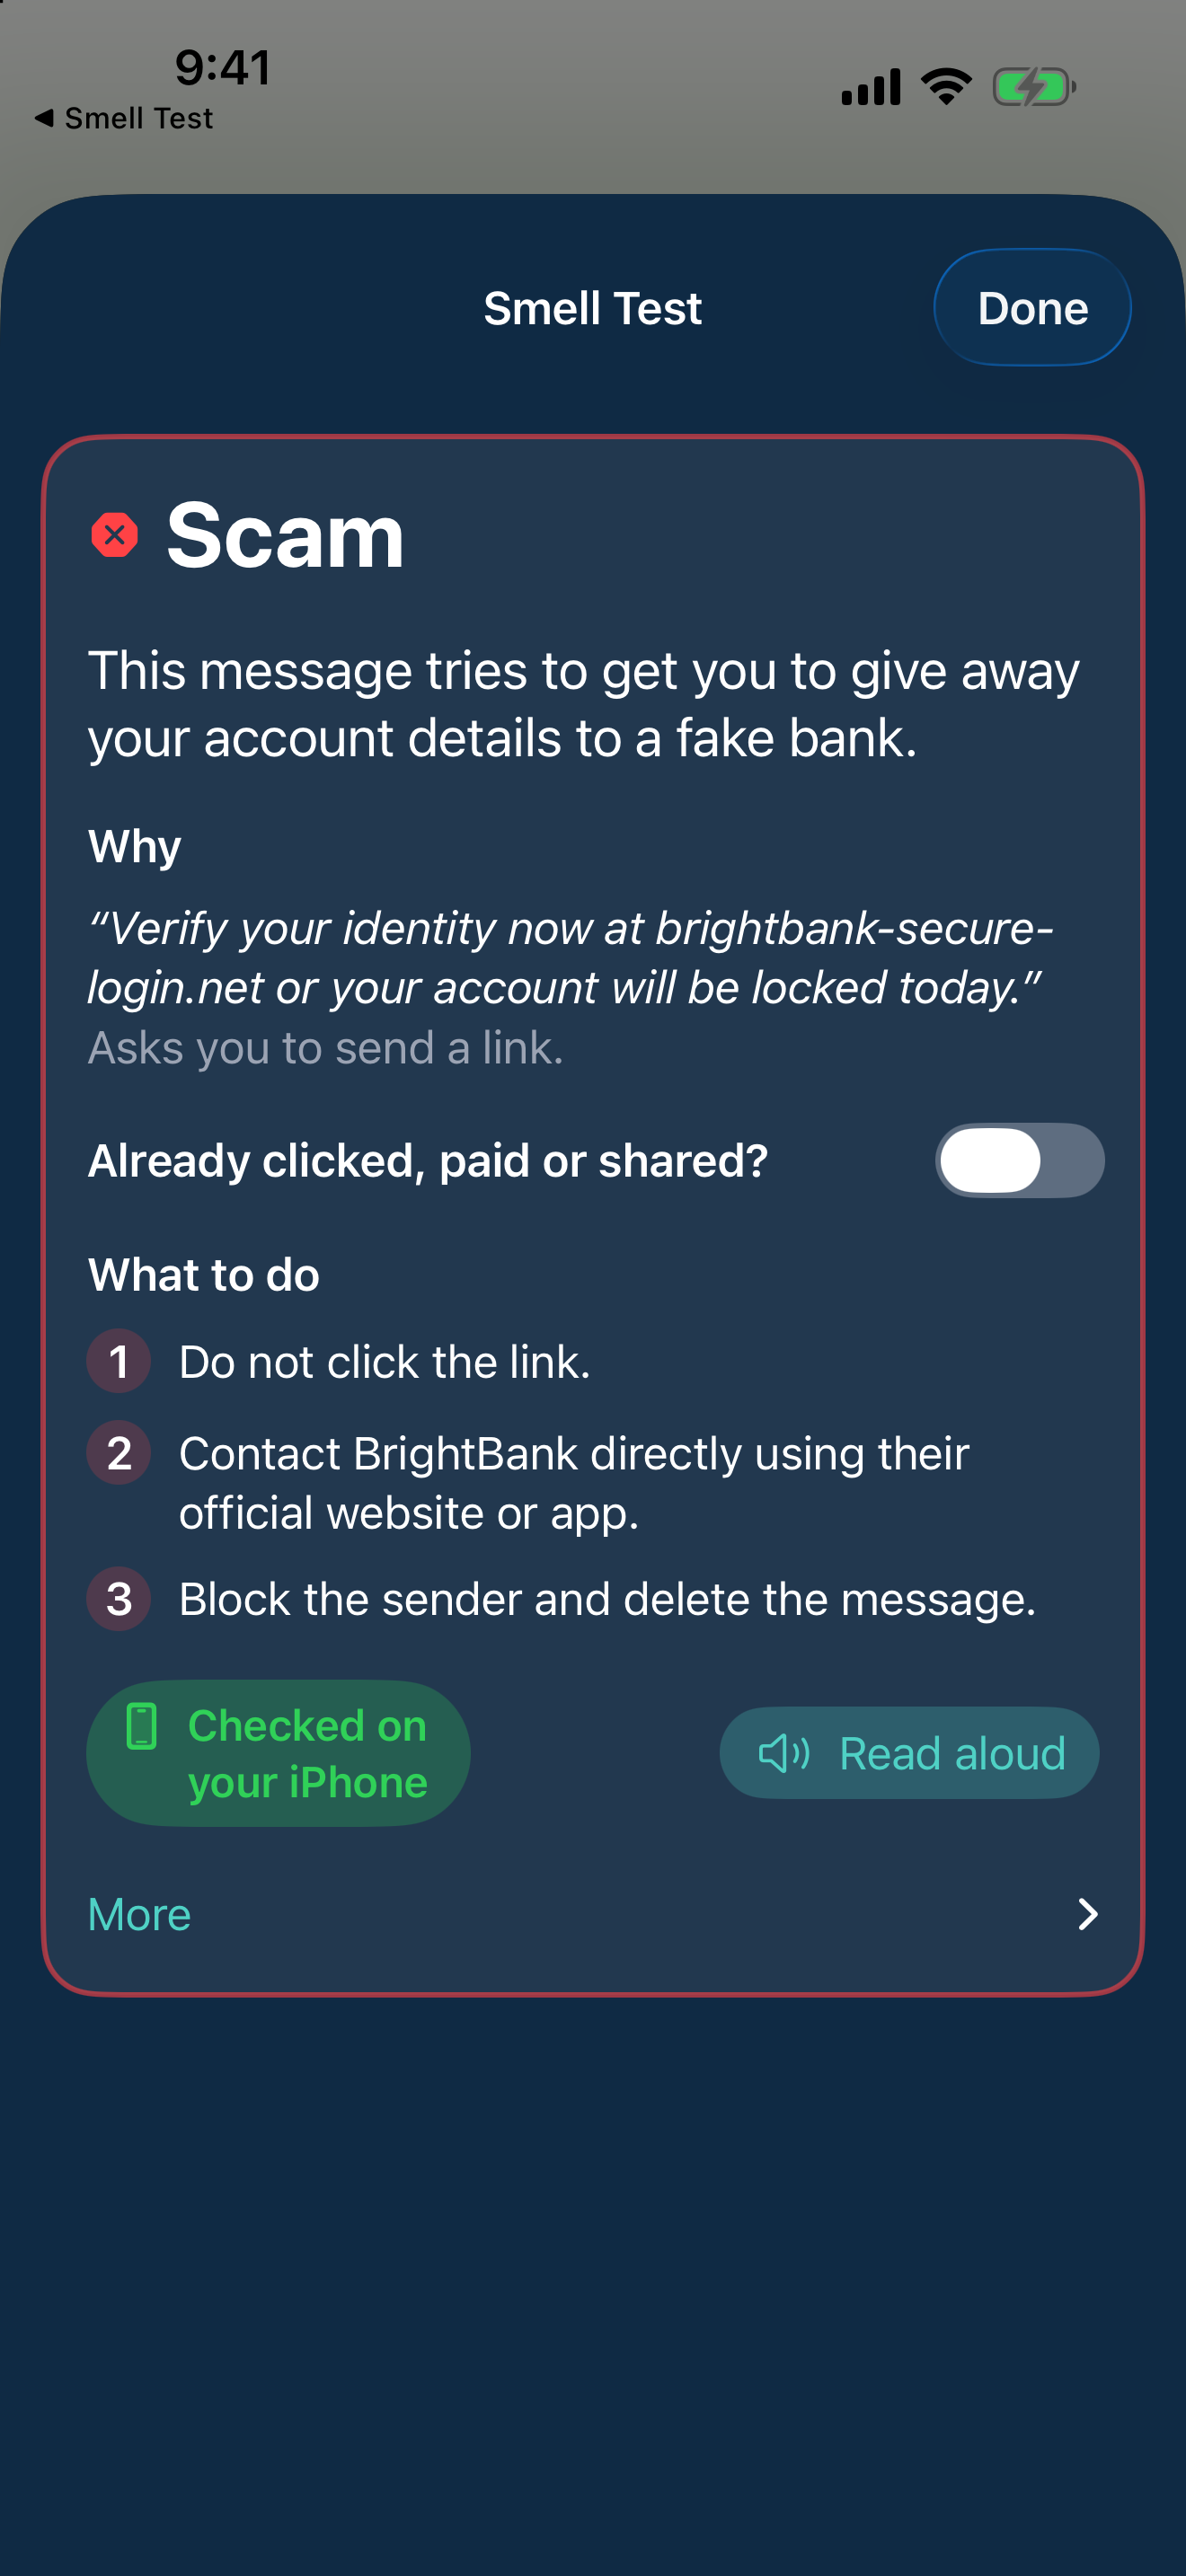 9:41
◀ Smell Test
Smell Test
Done
Scam
This message tries to get you to give away
your account details to a fake bank.
Why
“Verify your identity now at brightbank-secure-
login.net or your account will be locked today.”
Asks you to send a link.
Already clicked, paid or shared?
What to do
1 Do not click the link.
2 Contact BrightBank directly using their
official website or app.
3 Block the sender and delete the message.
Checked on
your iPhone
Read aloud
More